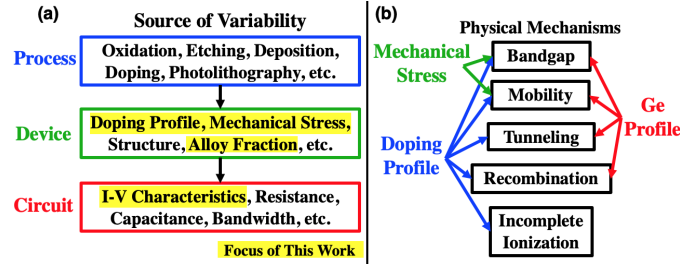 (a)
Source of Variability
Process
Oxidation, Etching, Deposition,
Doping, Photolithography, etc.
Device
Doping Profile, Mechanical Stress,
Structure, Alloy Fraction, etc.
Circuit
I-V Characteristics, Resistance,
Capacitance, Bandwidth, etc.
Focus of This Work
(b)
Physical Mechanisms
Mechanical
Stress
Doping
Profile
Bandgap
Mobility
Tunneling
Recombination
Incomplete
Ionization
Ge
Profile